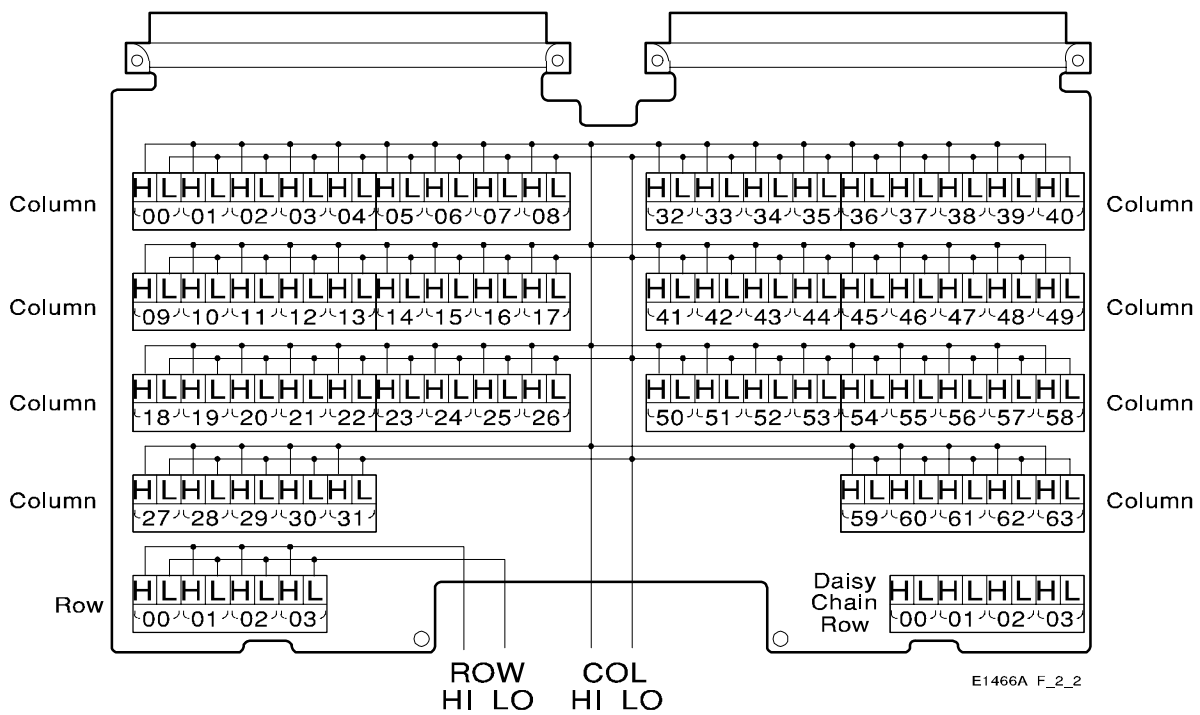 H L H L H L H L H L H L H L H L H L
Column 00 01 02 03 04 05 06 07 08
H L H L H L H L H L H L H L H L H L
32 33 34 35 36 37 38 39 40 Column
H L H L H L H L H L H L H L H L H L
Column 09 10 11 12 13 14 15 16 17
H L H L H L H L H L H L H L H L H L
41 42 43 44 45 46 47 48 49 Column
H L H L H L H L H L H L H L H L H L
Column 18 19 20 21 22 23 24 25 26
H L H L H L H L H L H L H L H L H L
50 51 52 53 54 55 56 57 58 Column
H L H L H L H L H L
Column 27 28 29 30 31
H L H L H L H L H L
59 60 61 62 63 Column
H L H L H L H L
Row 00 01 02 03
Daisy
Chain
Row
H L H L H L H L
00 01 02 03
ROW
HI LO
COL
HI LO
E1466A F_2_2